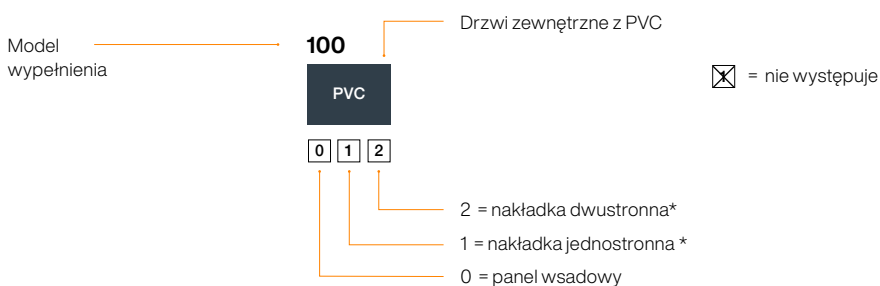 Drzwi zewnętrzne z PVC
Model
wypełnienia
100
PVC
1 = nie występuje
0 1 2
2 = nakładka dwustronna*
1 = nakładka jednostronna *
0 = panel wsadowy